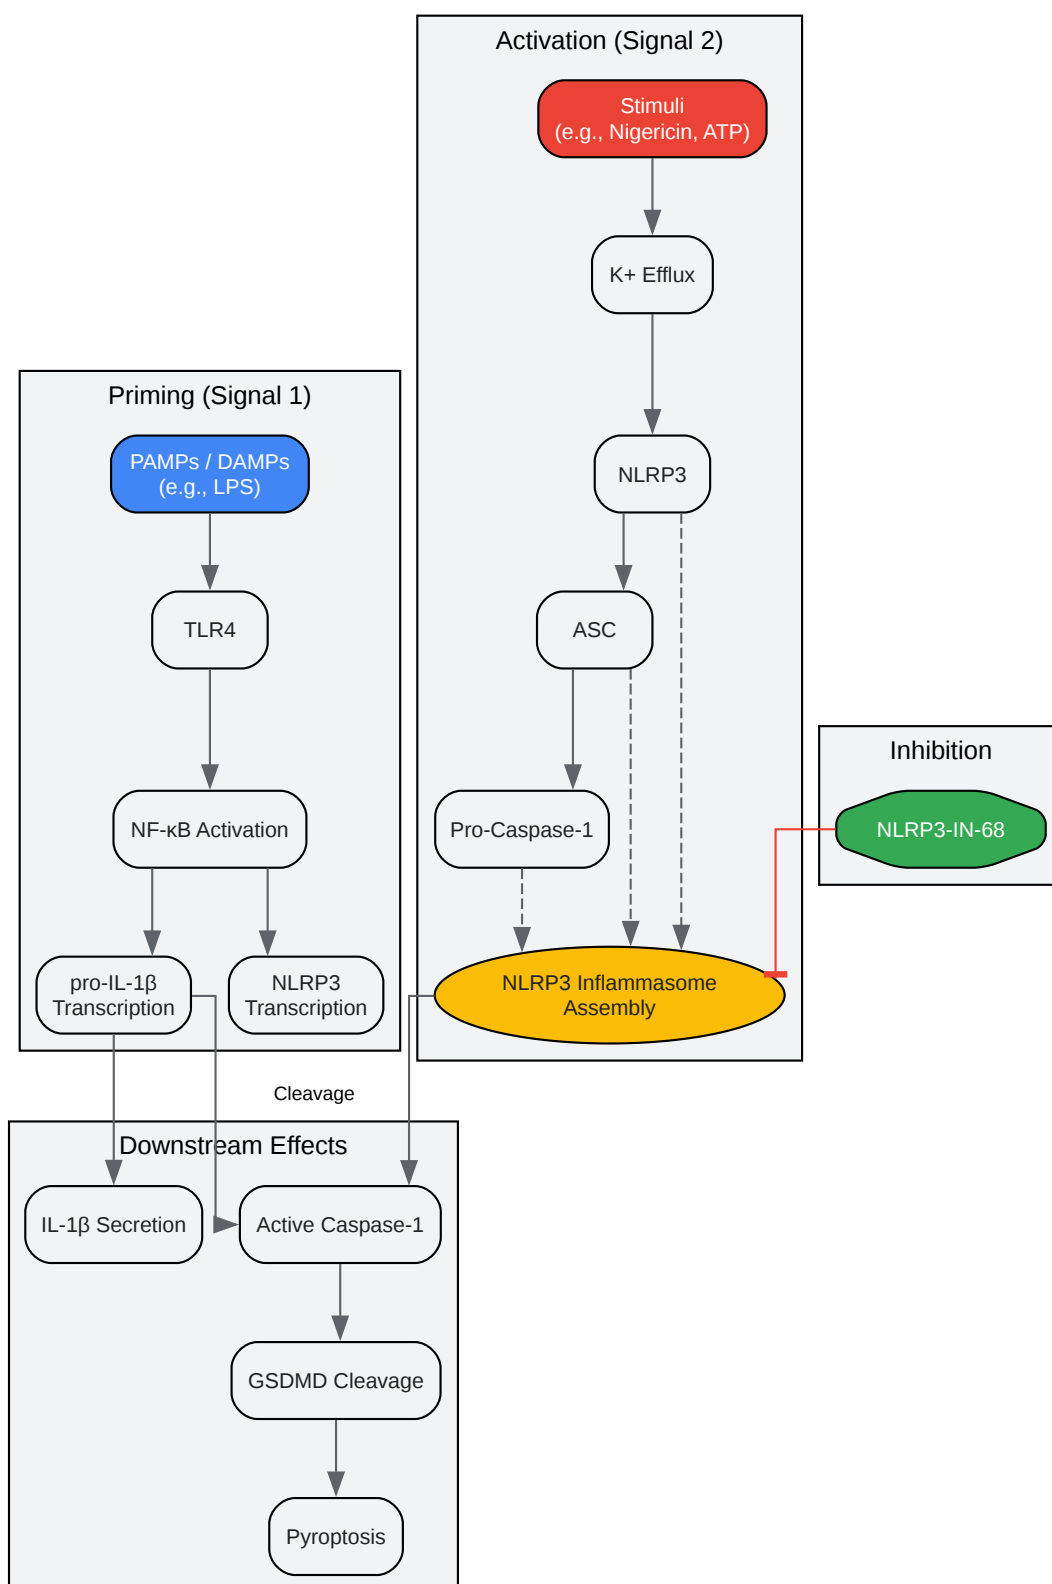 Activation (Signal 2)
Stimuli
(e.g., Nigericin, ATP)
K+ Efflux
NLRP3
ASC
Pro-Caspase-1
NLRP3 Inflammasome
Assembly
Priming (Signal 1)
PAMPs / DAMPs
(e.g., LPS)
TLR4
NF-κB Activation
pro-IL-1β
Transcription
NLRP3
Transcription
Inhibition
NLRP3-IN-68
Cleavage
Downstream Effects
IL-1β Secretion
Active Caspase-1
GSDMD Cleavage
Pyroptosis